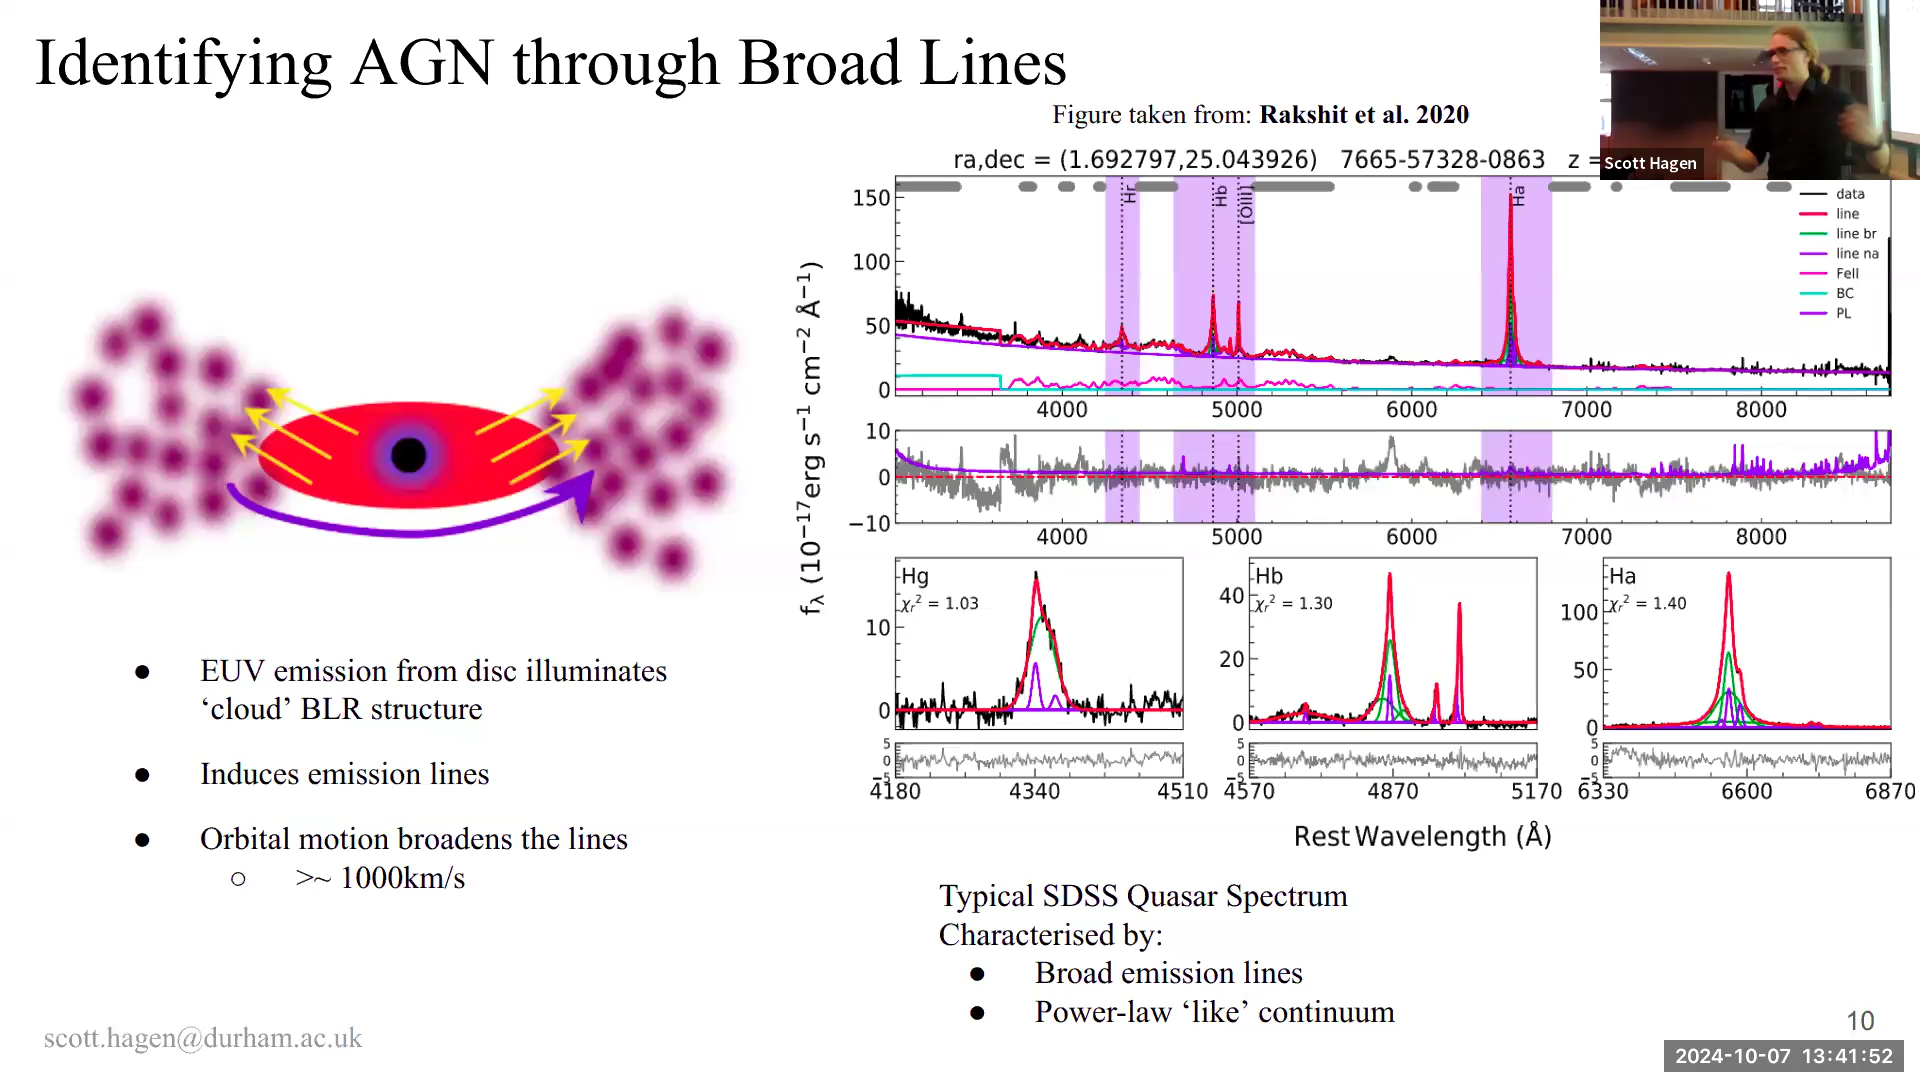 Identifying AGN through Broad Lines
Figure taken from: Rakshit et al. 2020
Scott Hagen
ra,dec = (1.692797,25.043926) 7665-57328-0863 z =
Hr
Hb
[OIII]
Ha
data
line
line br
line na
FeII
BC
PL
150
100
50
0
4000 5000 6000 7000 8000
10
0
−10
4000 5000 6000 7000 8000
fλ (10⁻¹⁷ erg s⁻¹ cm⁻² Å⁻¹)
Hg
χᵣ² = 1.03
10
0
Hb
χᵣ² = 1.30
40
20
0
Ha
χᵣ² = 1.40
100
50
0
5
0
−5
5
0
−5
5
0
−5
4180 4340 4510
4570 4870 5170
6330 6600 6870
Rest Wavelength (Å)
● EUV emission from disc illuminates
‘cloud’ BLR structure
● Induces emission lines
● Orbital motion broadens the lines
○ >~ 1000km/s
Typical SDSS Quasar Spectrum
Characterised by:
● Broad emission lines
● Power-law ‘like’ continuum
scott.hagen@durham.ac.uk
10
2024-10-07 13:41:52